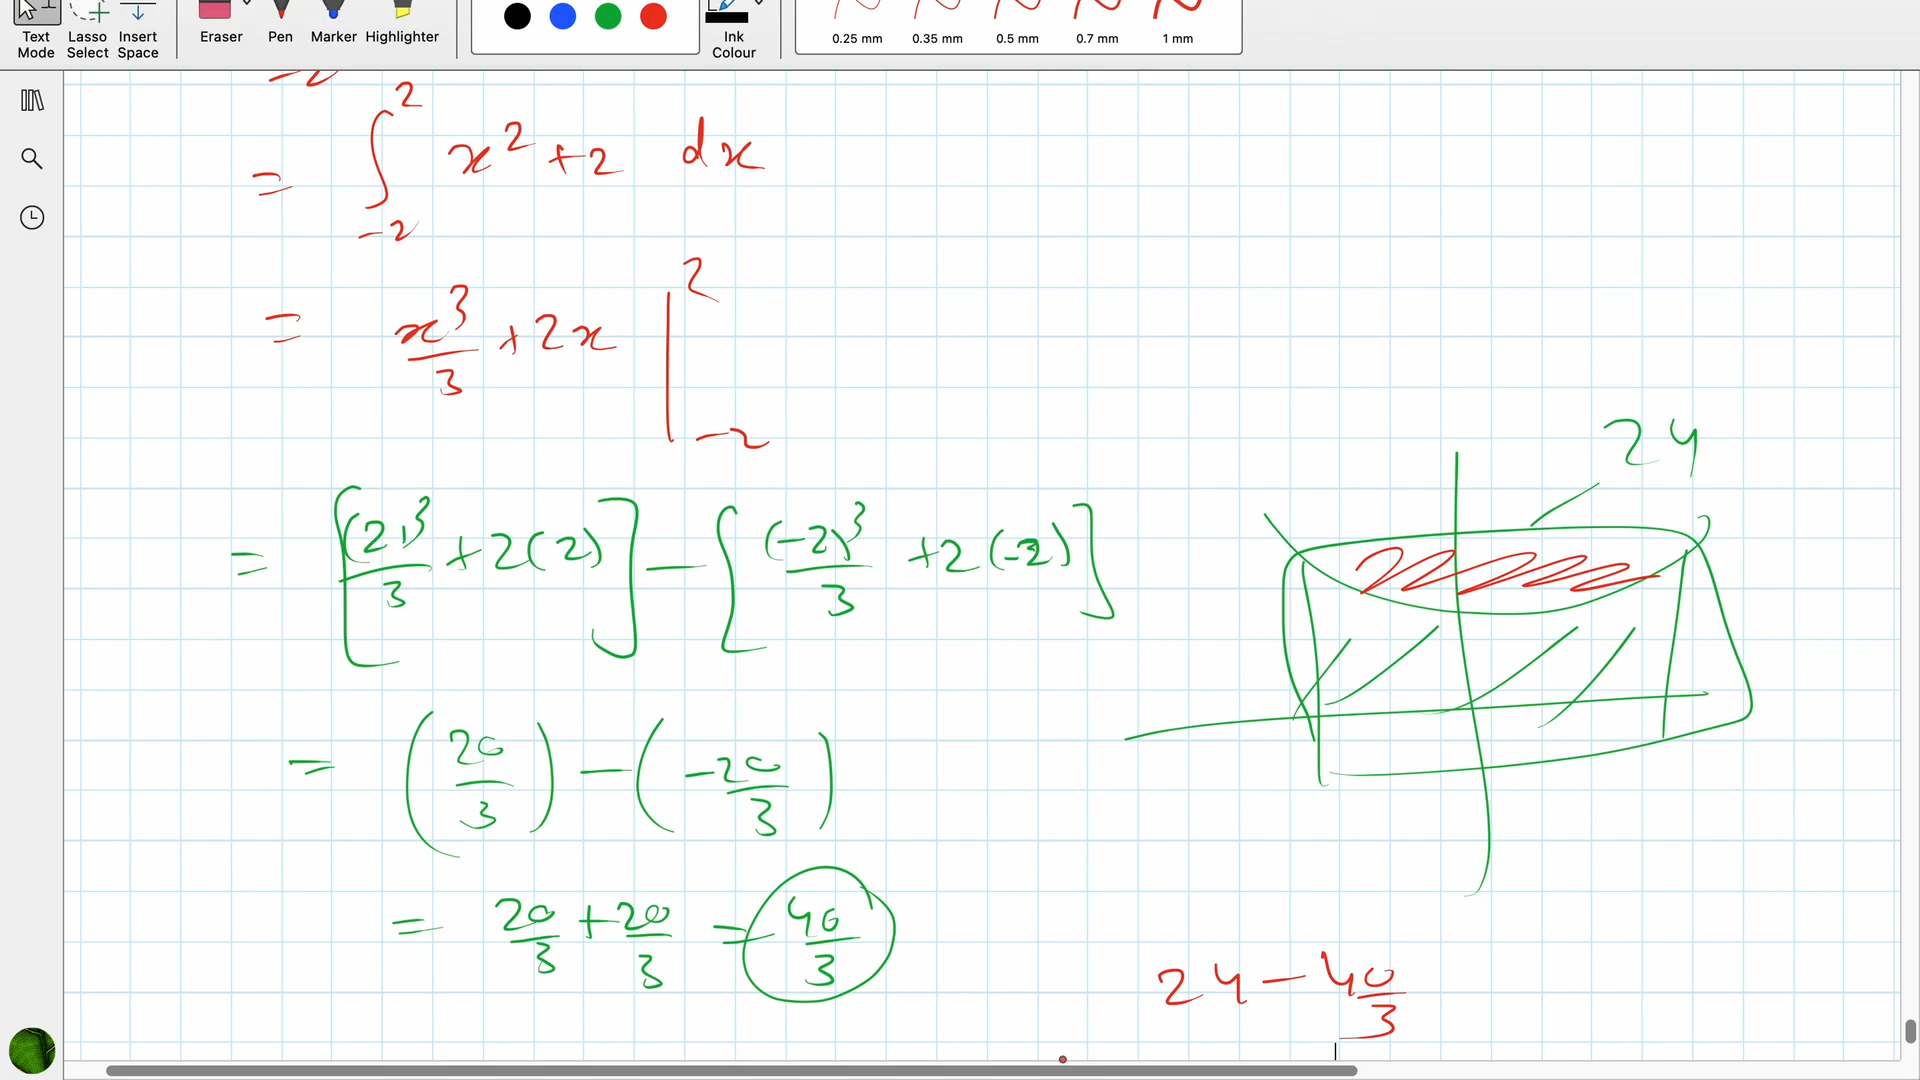 Text Mode
Lasso Select
Insert Space
Eraser
Pen
Marker
Highlighter
Ink Colour
0.25 mm
0.35 mm
0.5 mm
0.7 mm
1 mm
= ∫_{-2}^{2} x² + 2 dx
= x³/3 + 2x |_{-2}^{2}
= [(2)³/3 + 2(2)] - [(-2)³/3 + 2(-2)]
= (20/3) - (-20/3)
= 20/3 + 20/3 = 40/3
24
24 - 40/3